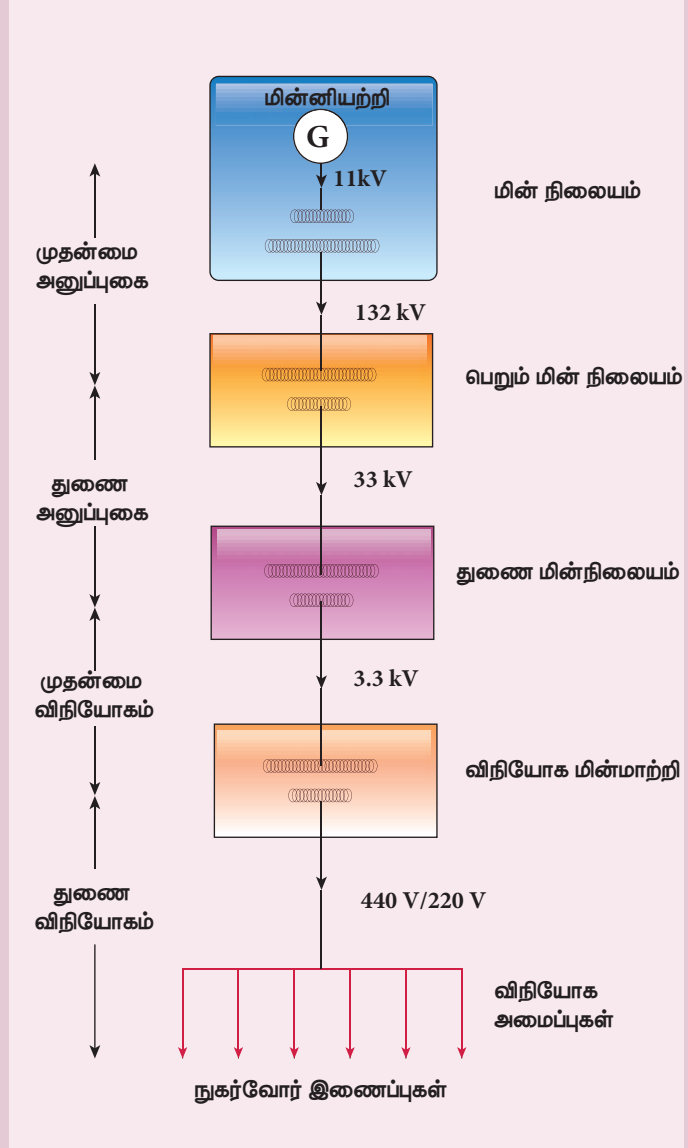 மின்னியற்றி
G
11kV
மின் நிலையம்
முதன்மை
அனுப்புகை
132 kV
பெறும் மின் நிலையம்
33 kV
துணை
அனுப்புகை
துணை மின்நிலையம்
3.3 kV
முதன்மை
விநியோகம்
விநியோக மின்மாற்றி
440 V/220 V
துணை
விநியோகம்
விநியோக
அமைப்புகள்
நுகர்வோர் இணைப்புகள்